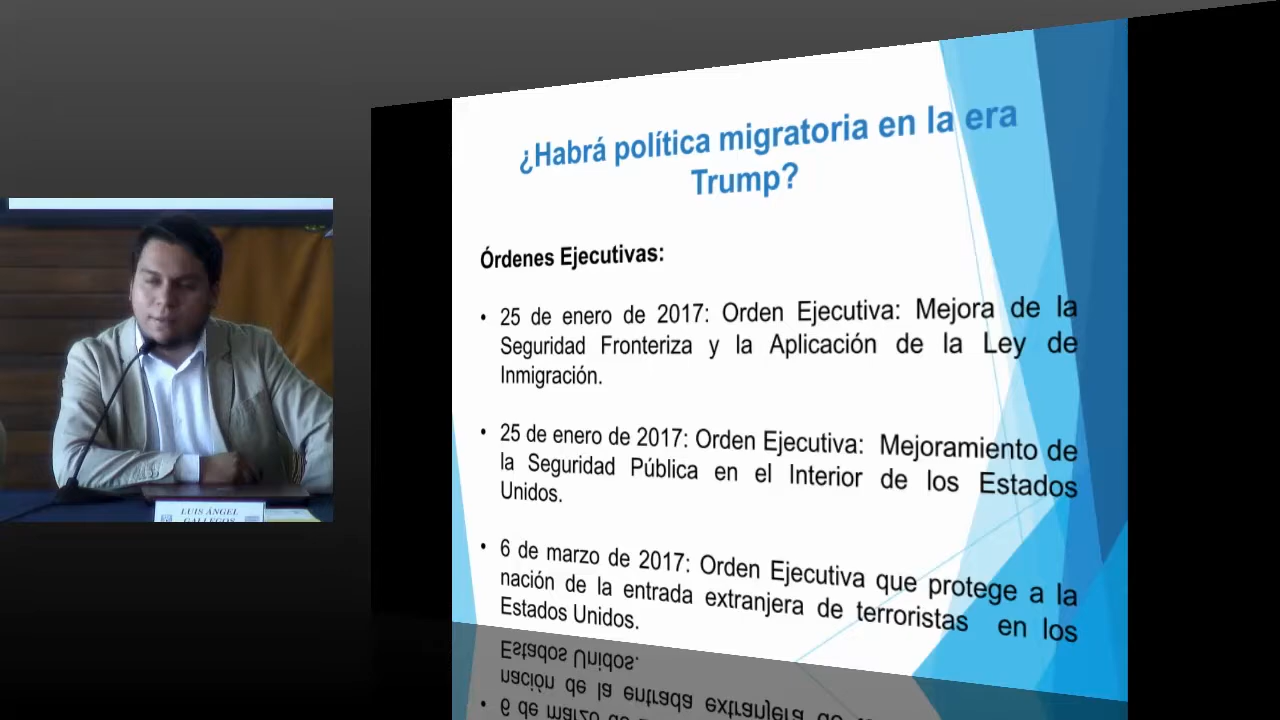 ¿Habrá política migratoria en la era
Trump?
Órdenes Ejecutivas:
• 25 de enero de 2017: Orden Ejecutiva: Mejora de la
Seguridad Fronteriza y la Aplicación de la Ley de
Inmigración.
• 25 de enero de 2017: Orden Ejecutiva: Mejoramiento de
la Seguridad Pública en el Interior de los Estados
Unidos.
• 6 de marzo de 2017: Orden Ejecutiva que protege a la
nación de la entrada extranjera de terroristas en los
Estados Unidos.
LUIS ÁNGEL
GALLEGOS